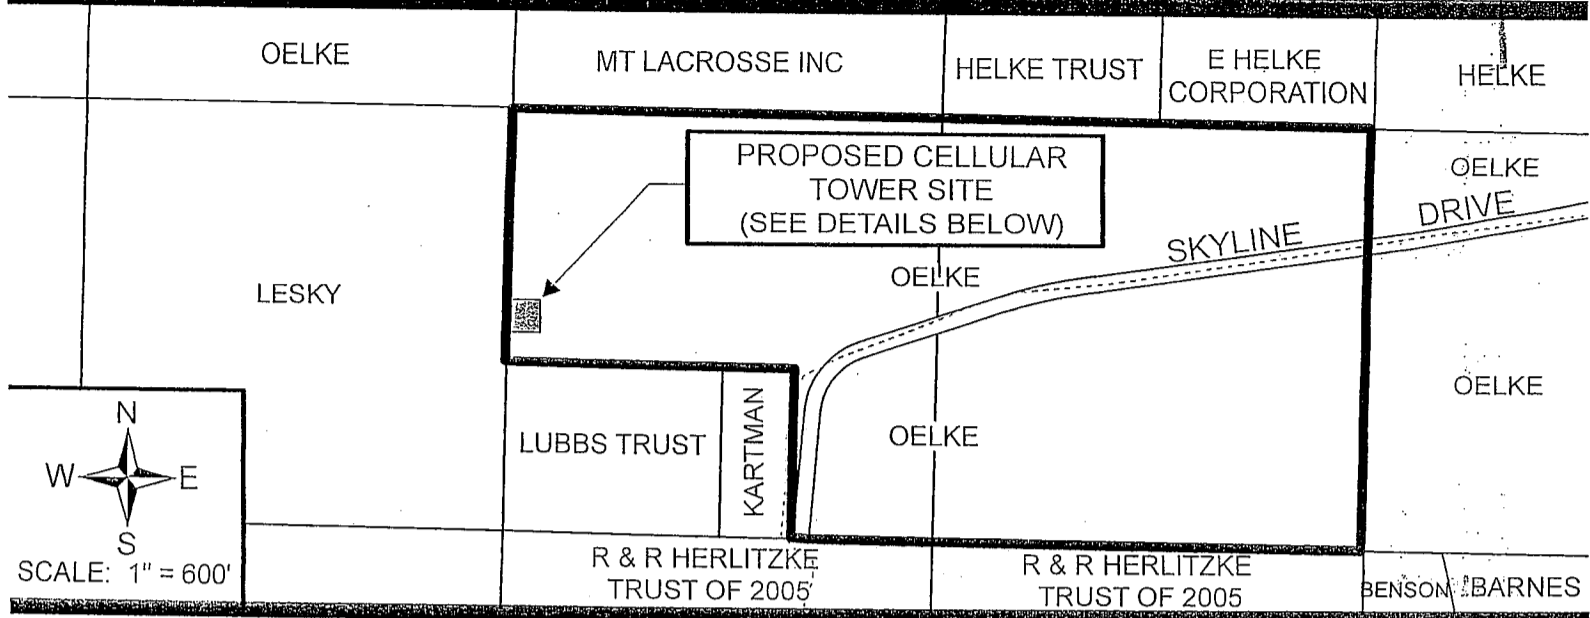 OELKE
MT LACROSSE INC
HELKE TRUST
E HELKE
CORPORATION
HELKE
PROPOSED CELLULAR
TOWER SITE
(SEE DETAILS BELOW)
OELKE
SKYLINE DRIVE
OELKE
LESKY
OELKE
LUBBS TRUST
KARTMAN
OELKE
N
W E
S
SCALE: 1" = 600'
R & R HERLITZKE
TRUST OF 2005
R & R HERLITZKE
TRUST OF 2005
BENSON
BARNES